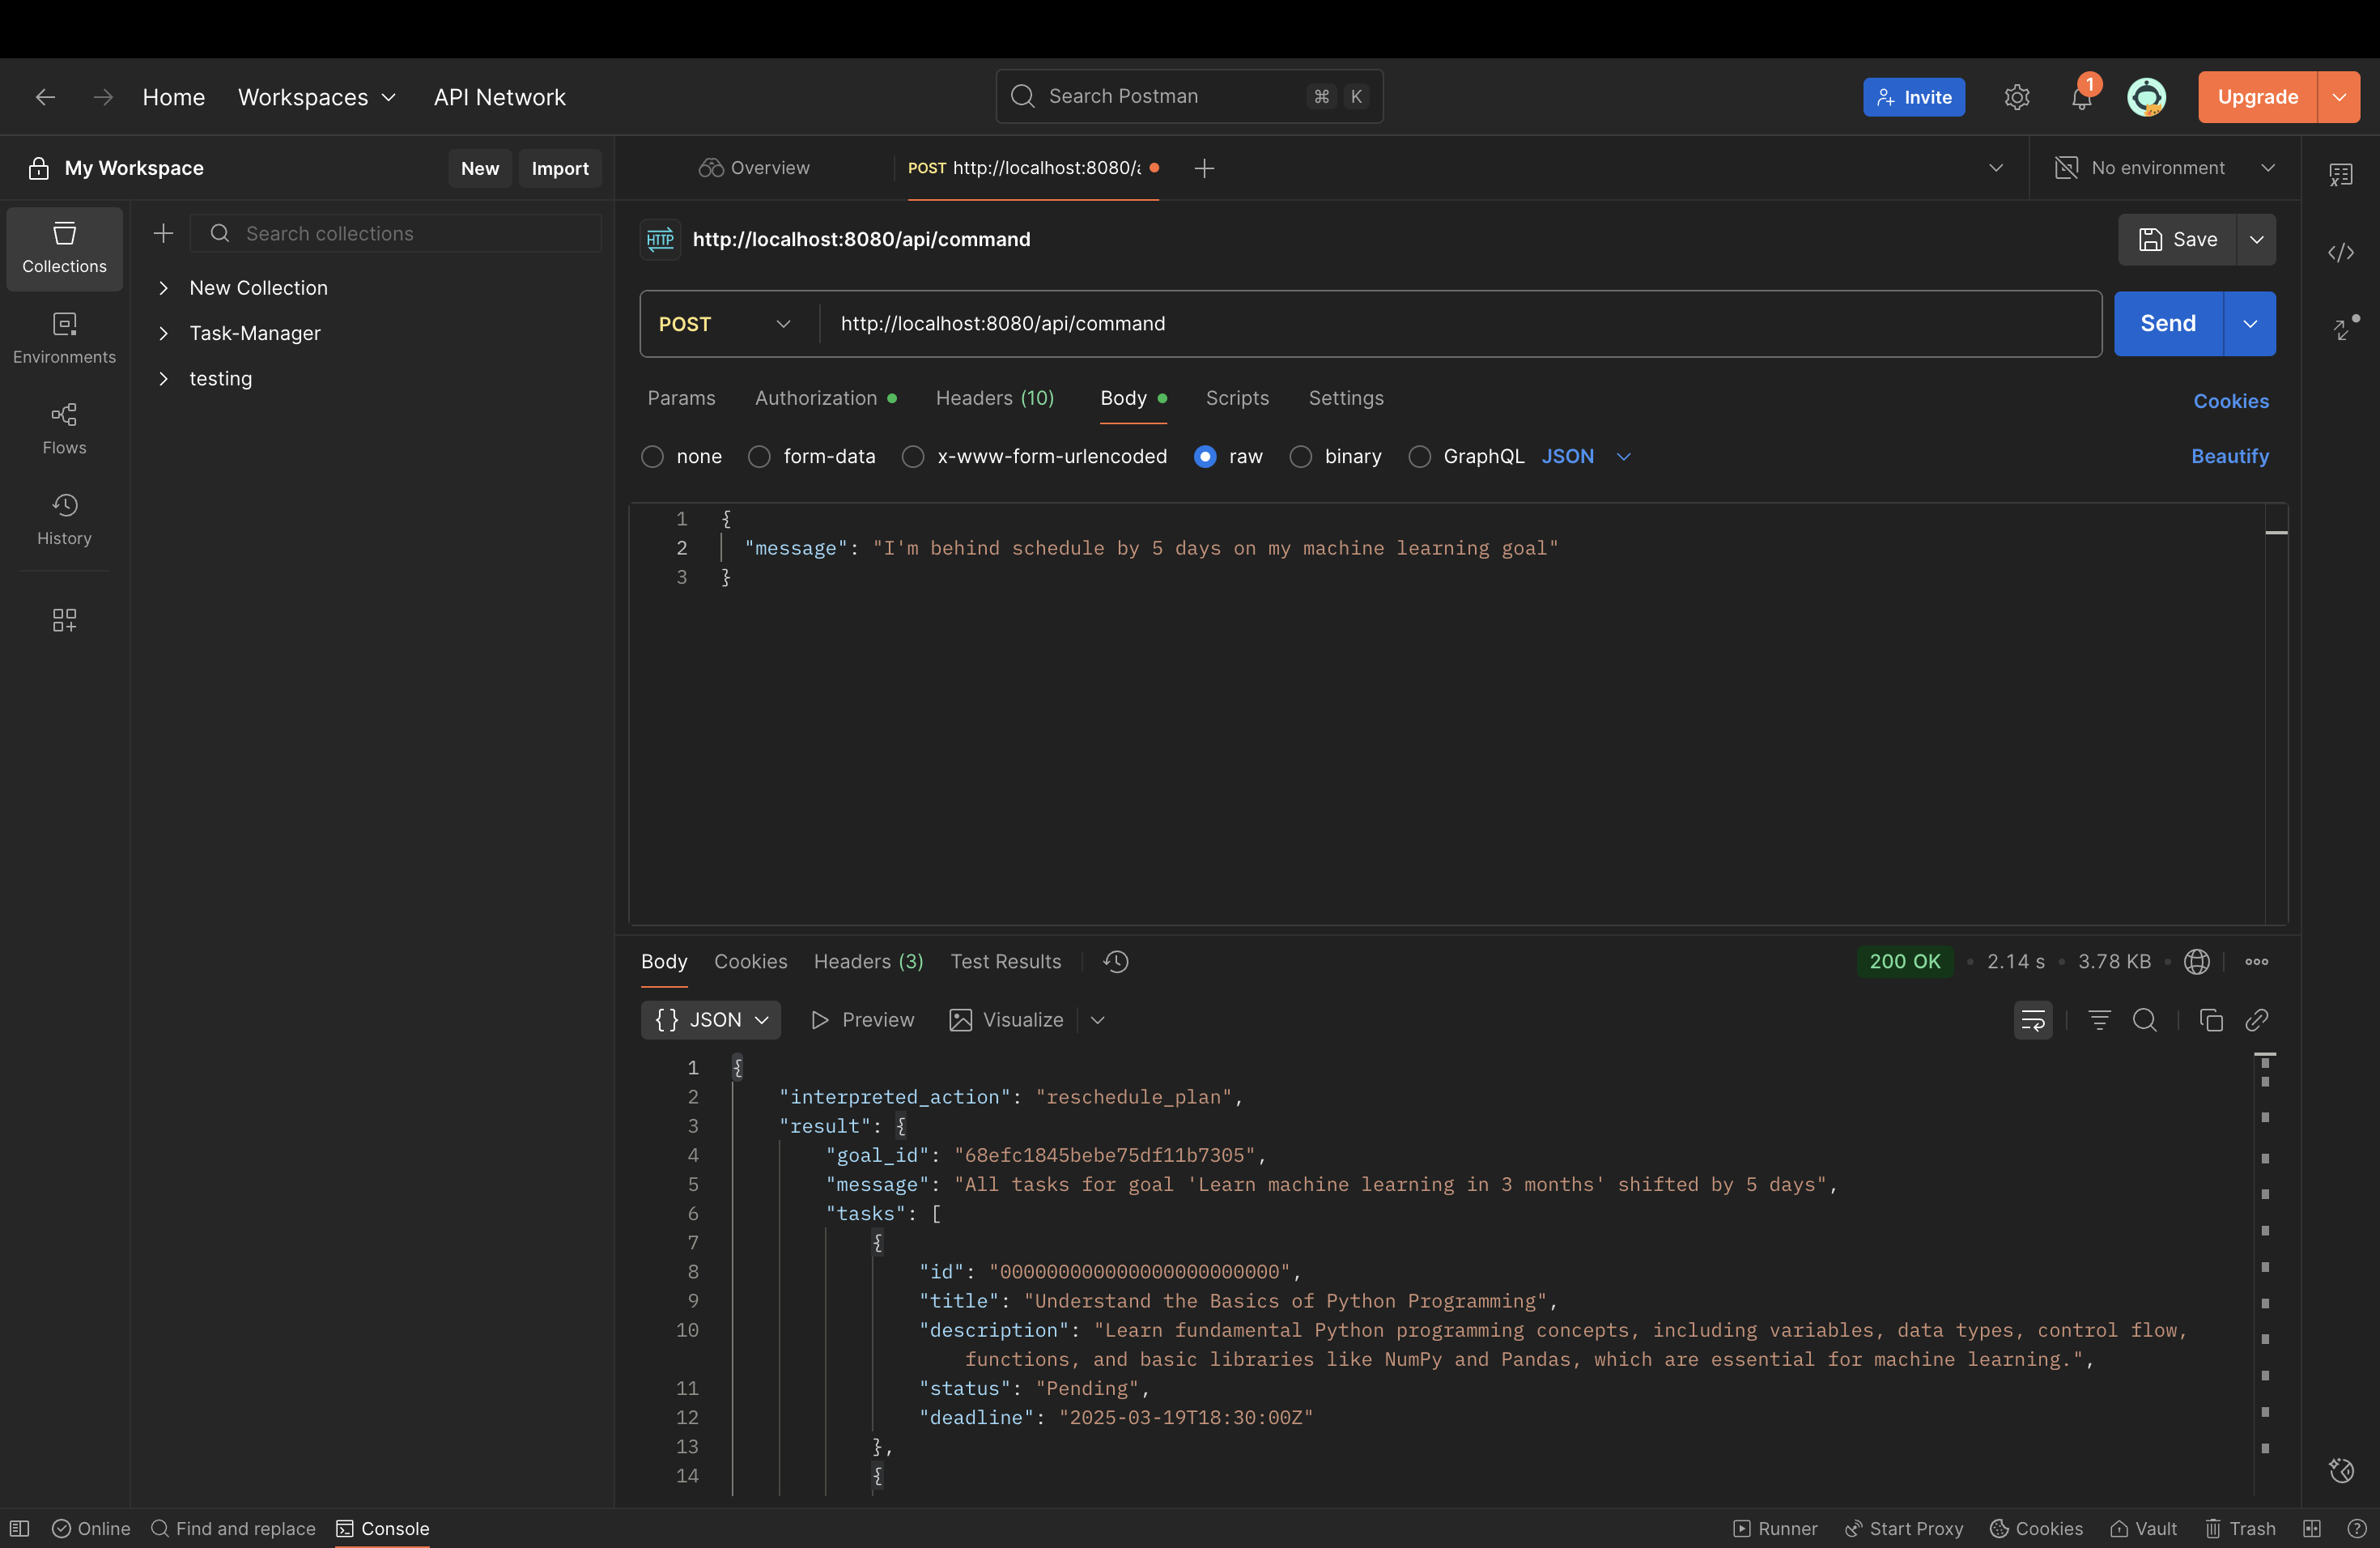 Home Workspaces API Network
Search Postman ⌘ K
Invite 1 Upgrade
My Workspace New Import
Overview POST http://localhost:8080/a No environment
Collections
Environments
Flows
History
Search collections
New Collection
Task-Manager
testing
HTTP http://localhost:8080/api/command Save
POST http://localhost:8080/api/command Send
Params Authorization Headers (10) Body Scripts Settings Cookies
none form-data x-www-form-urlencoded raw binary GraphQL JSON Beautify
1 {
2 "message": "I'm behind schedule by 5 days on my machine learning goal"
3 }
Body Cookies Headers (3) Test Results 200 OK • 2.14 s • 3.78 KB •
{} JSON Preview Visualize
1 {
2 "interpreted_action": "reschedule_plan",
3 "result": {
4 "goal_id": "68efc1845bebe75df11b7305",
5 "message": "All tasks for goal 'Learn machine learning in 3 months' shifted by 5 days",
6 "tasks": [
7 {
8 "id": "000000000000000000000000",
9 "title": "Understand the Basics of Python Programming",
10 "description": "Learn fundamental Python programming concepts, including variables, data types, control flow,
functions, and basic libraries like NumPy and Pandas, which are essential for machine learning.",
11 "status": "Pending",
12 "deadline": "2025-03-19T18:30:00Z"
13 },
14 {
Online Find and replace Console Runner Start Proxy Cookies Vault Trash